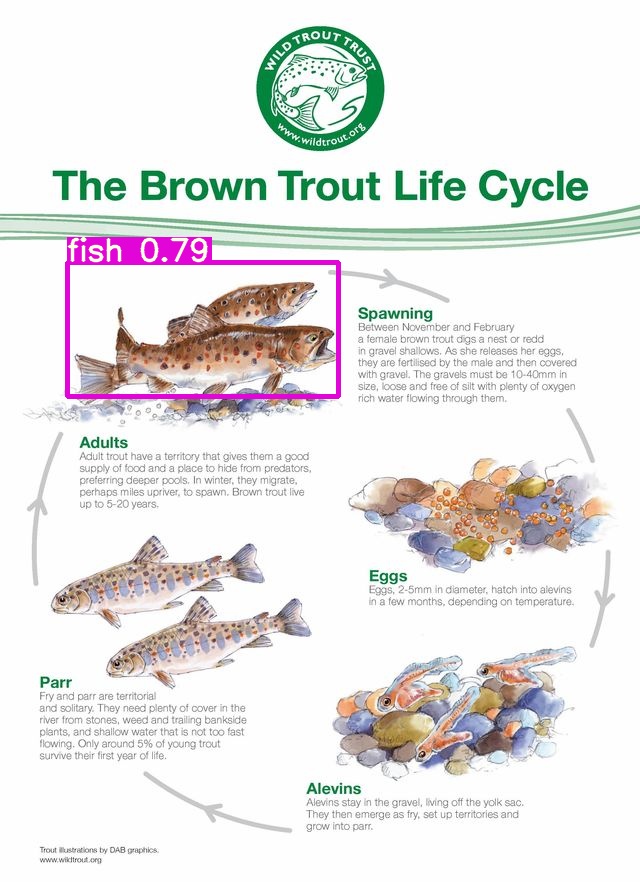 WILD TROUT TRUST
www.wildtrout.org
The Brown Trout Life Cycle
fish 0.79
Spawning
Between November and February
a female brown trout digs a nest or redd
in gravel shallows. As she releases her eggs,
they are fertilised by the male and then covered
with gravel. The gravels must be 10-40mm in
size, loose and free of silt with plenty of oxygen
rich water flowing through them.
Adults
Adult trout have a territory that gives them a good
supply of food and a place to hide from predators,
preferring deeper pools. In winter, they migrate,
perhaps miles upriver, to spawn. Brown trout live
up to 5-20 years.
Eggs
Eggs, 2-5mm in diameter, hatch into alevins
in a few months, depending on temperature.
Parr
Fry and parr are territorial
and solitary. They need plenty of cover in the
river from stones, weed and trailing bankside
plants, and shallow water that is not too fast
flowing. Only around 5% of young trout
survive their first year of life.
Alevins
Alevins stay in the gravel, living off the yolk sac.
They then emerge as fry, set up territories and
grow into parr.
Trout illustrations by DAB graphics.
www.wildtrout.org